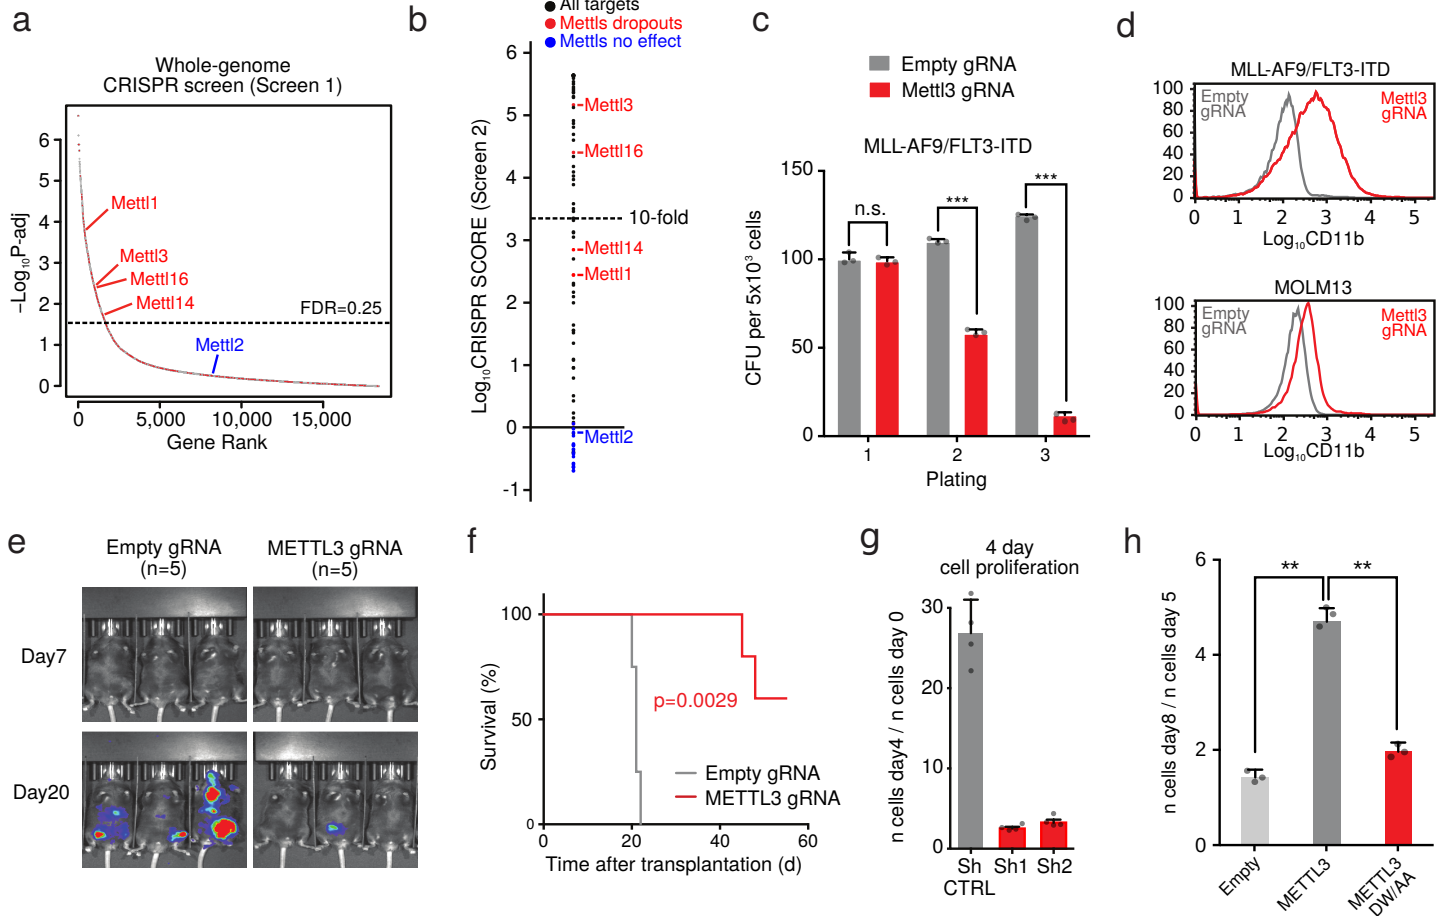 a
Whole-genome
CRISPR screen (Screen 1)
−Log₁₀P-adj
6
5
4
3
2
1
0
Mettl1
Mettl3
Mettl16
Mettl14
FDR=0.25
Mettl2
0
5,000
10,000
15,000
Gene Rank
b
All targets
Mettls dropouts
Mettls no effect
Log₁₀CRISPR SCORE (Screen 2)
6
5
4
3
2
1
0
-1
Mettl3
Mettl16
10-fold
Mettl14
Mettl1
Mettl2
c
Empty gRNA
Mettl3 gRNA
MLL-AF9/FLT3-ITD
CFU per 5x10³ cells
150
100
50
0
n.s.
***
***
1
2
3
Plating
d
MLL-AF9/FLT3-ITD
Empty
gRNA
Mettl3
gRNA
100
80
60
40
20
0
0 1 2 3 4 5
Log₁₀CD11b
MOLM13
Empty
gRNA
Mettl3
gRNA
100
80
60
40
20
0
0 1 2 3 4 5
Log₁₀CD11b
e
Empty gRNA
(n=5)
METTL3 gRNA
(n=5)
Day7
Day20
f
Survival (%)
100
50
0
p=0.0029
Empty gRNA
METTL3 gRNA
0 20 40 60
Time after transplantation (d)
g
4 day
cell proliferation
n cells day4 / n cells day 0
30
20
10
0
Sh
CTRL
Sh1
Sh2
h
n cells day8 / n cells day 5
6
4
2
0
**
**
Empty
METTL3
METTL3
DW/AA